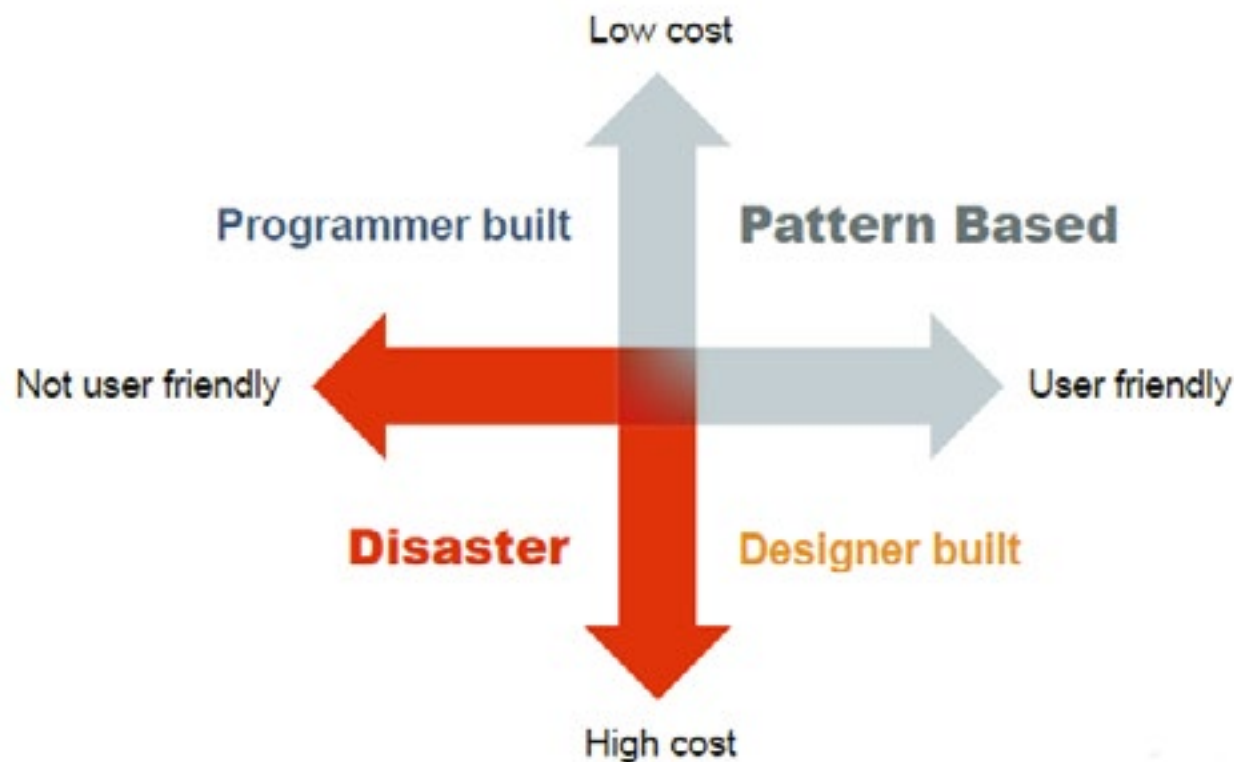 Low cost
Programmer built
Pattern Based
Not user friendly
User friendly
Disaster
Designer built
High cost